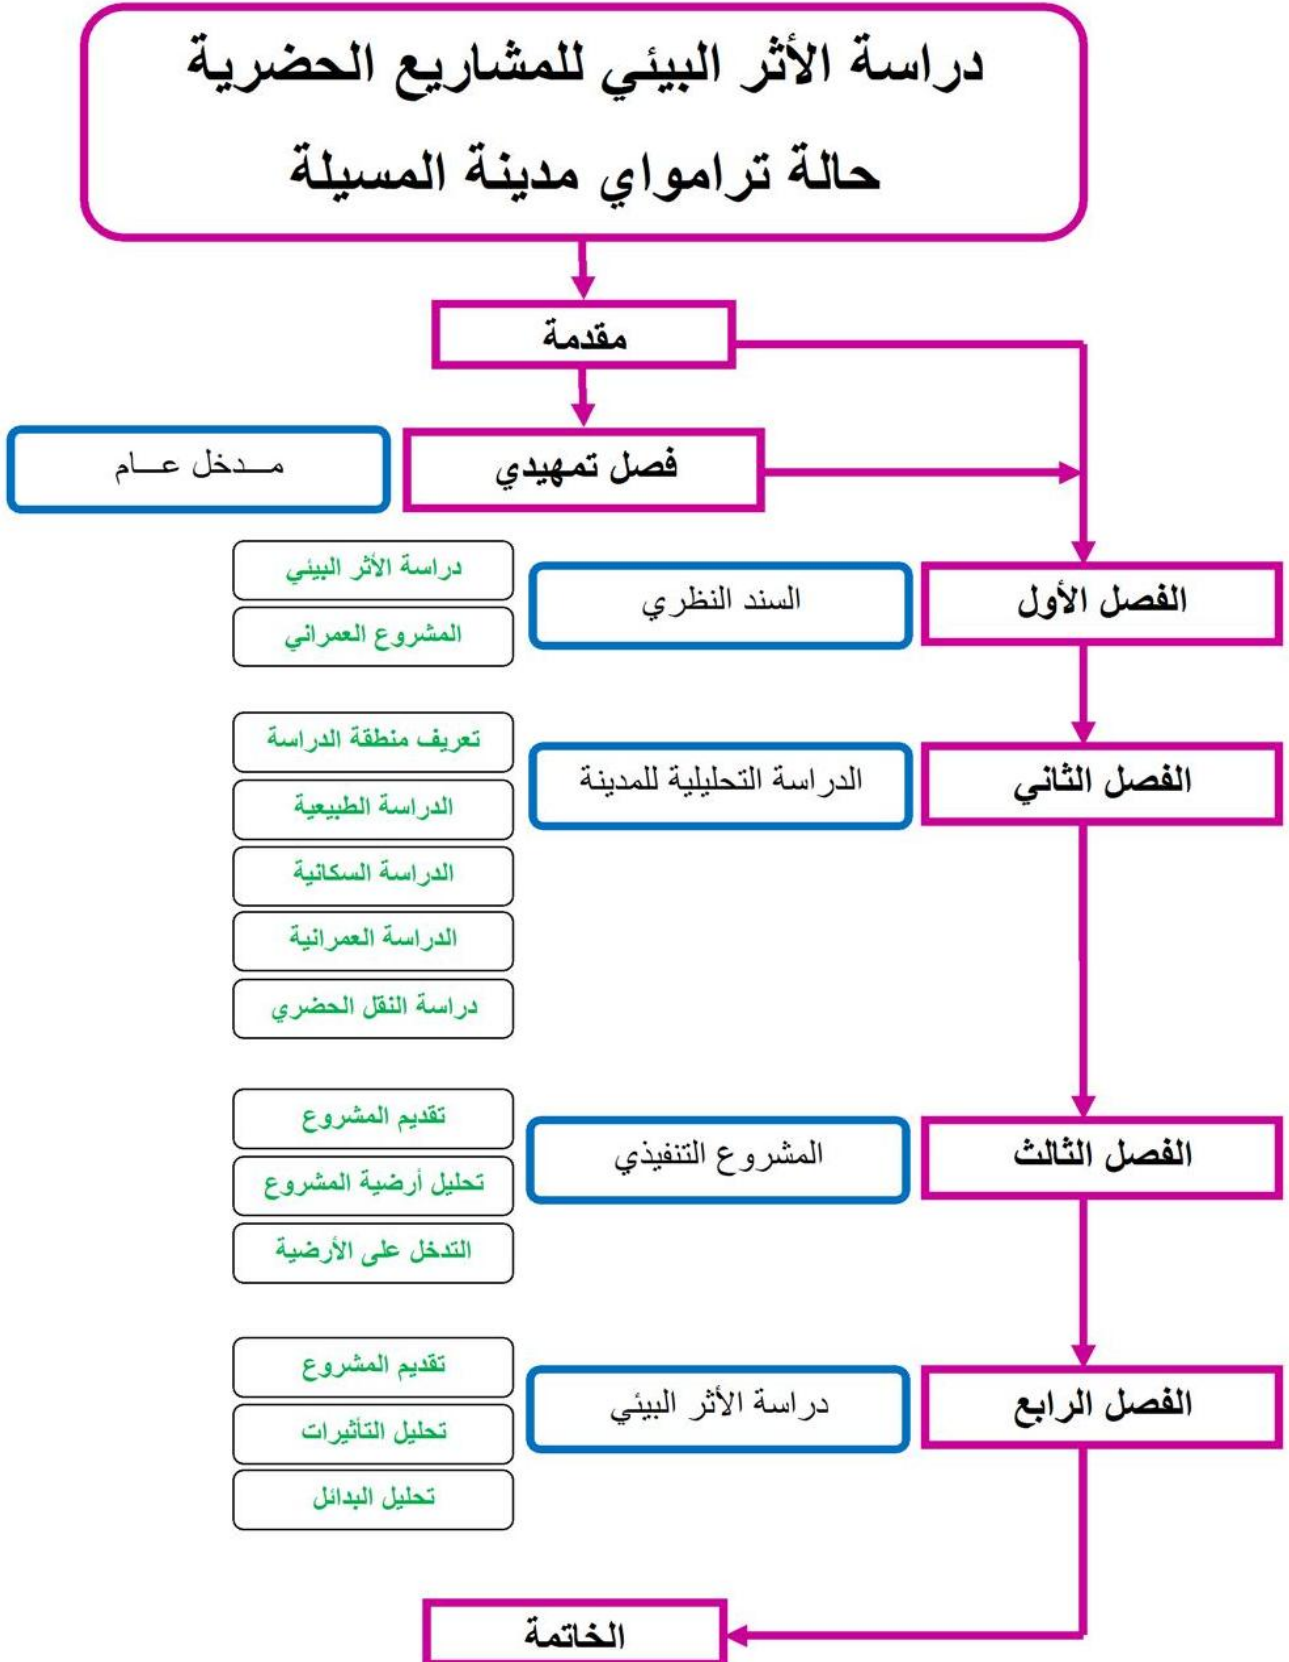 دراسة الأثر البيئي للمشاريع الحضرية
حالة ترامواي مدينة المسيلة
مقدمة
فصل تمهيدي
مـــدخل عـــام
الفصل الأول
السند النظري
دراسة الأثر البيئي
المشروع العمراني
الفصل الثاني
الدراسة التحليلية للمدينة
تعريف منطقة الدراسة
الدراسة الطبيعية
الدراسة السكانية
الدراسة العمرانية
دراسة النقل الحضري
الفصل الثالث
المشروع التنفيذي
تقديم المشروع
تحليل أرضية المشروع
التدخل على الأرضية
الفصل الرابع
دراسة الأثر البيئي
تقديم المشروع
تحليل التأثيرات
تحليل البدائل
الخاتمة